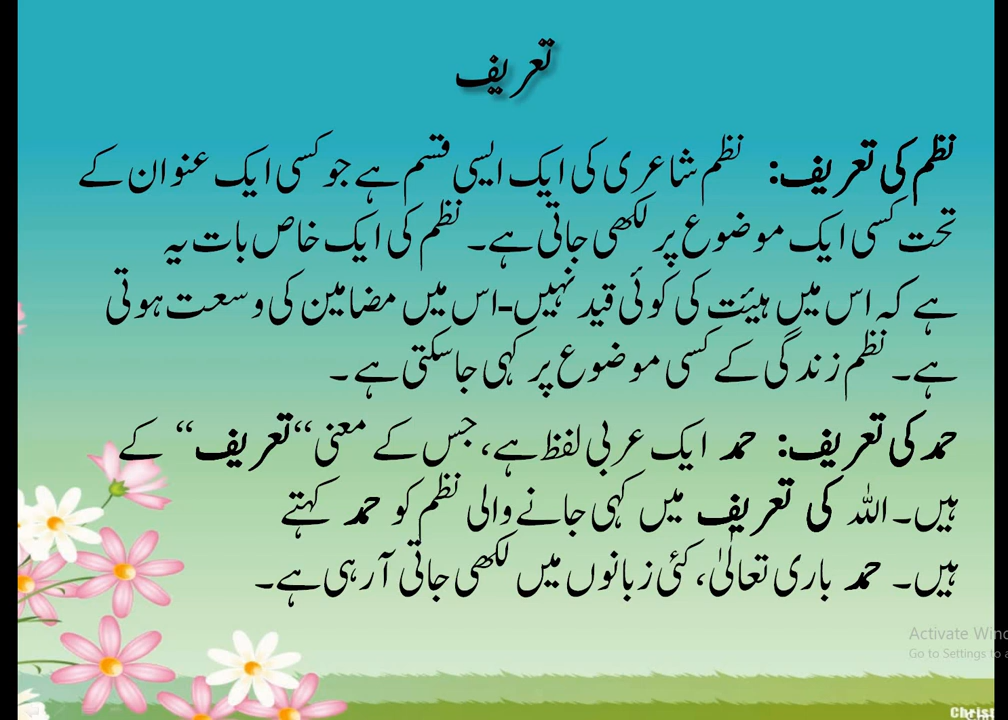 تعریف
نظم کی تعریف: نظم شاعری کی ایک ایسی قسم ہے جو کسی ایک عنوان کے
تحت کسی ایک موضوع پر لکھی جاتی ہے۔ نظم کی ایک خاص بات یہ
ہے کہ اس میں ہیئت کی کوئی قید نہیں-اس میں مضامین کی وسعت ہوتی
ہے۔ نظم زندگی کے کسی موضوع پر کہی جاسکتی ہے۔
حمد کی تعریف: حمد ایک عربی لفظ ہے، جس کے معنی “تعریف“ کے
ہیں۔ اللہ کی تعریف میں کہی جانے والی نظم کو حمد کہتے
ہیں۔ حمد باری تعالٰی، کئی زبانوں میں لکھی جاتی آرہی ہے۔
Activate Wind
Go to Settings to a
Christ